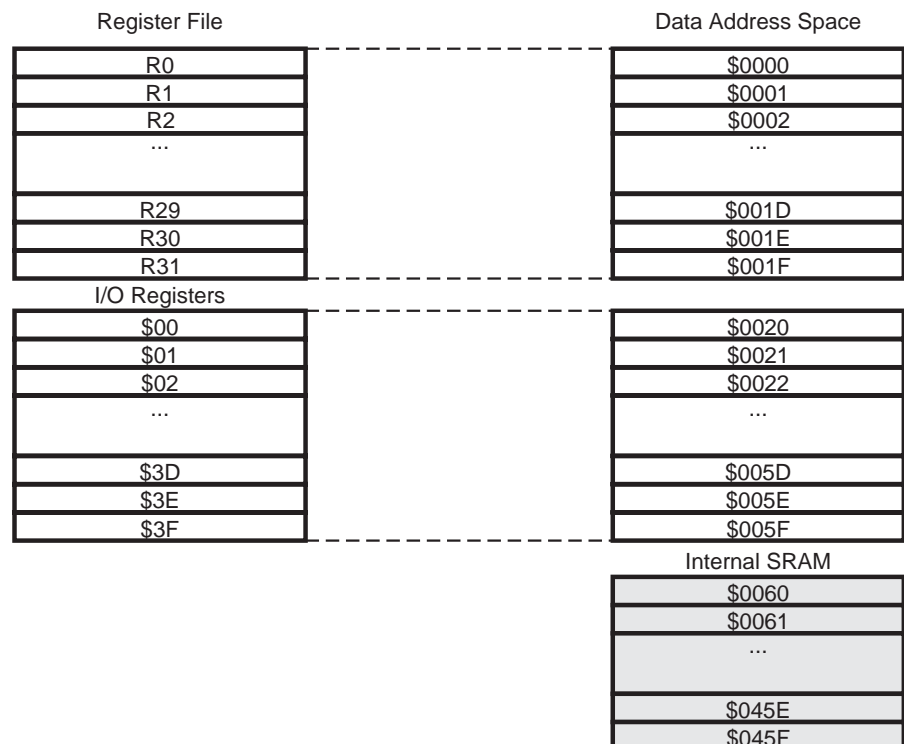 Register File
Data Address Space
R0
$0000
R1
$0001
R2
$0002
...
...
R29
$001D
R30
$001E
R31
$001F
I/O Registers
$00
$0020
$01
$0021
$02
$0022
...
...
$3D
$005D
$3E
$005E
$3F
$005F
Internal SRAM
$0060
$0061
...
$045E
$045F